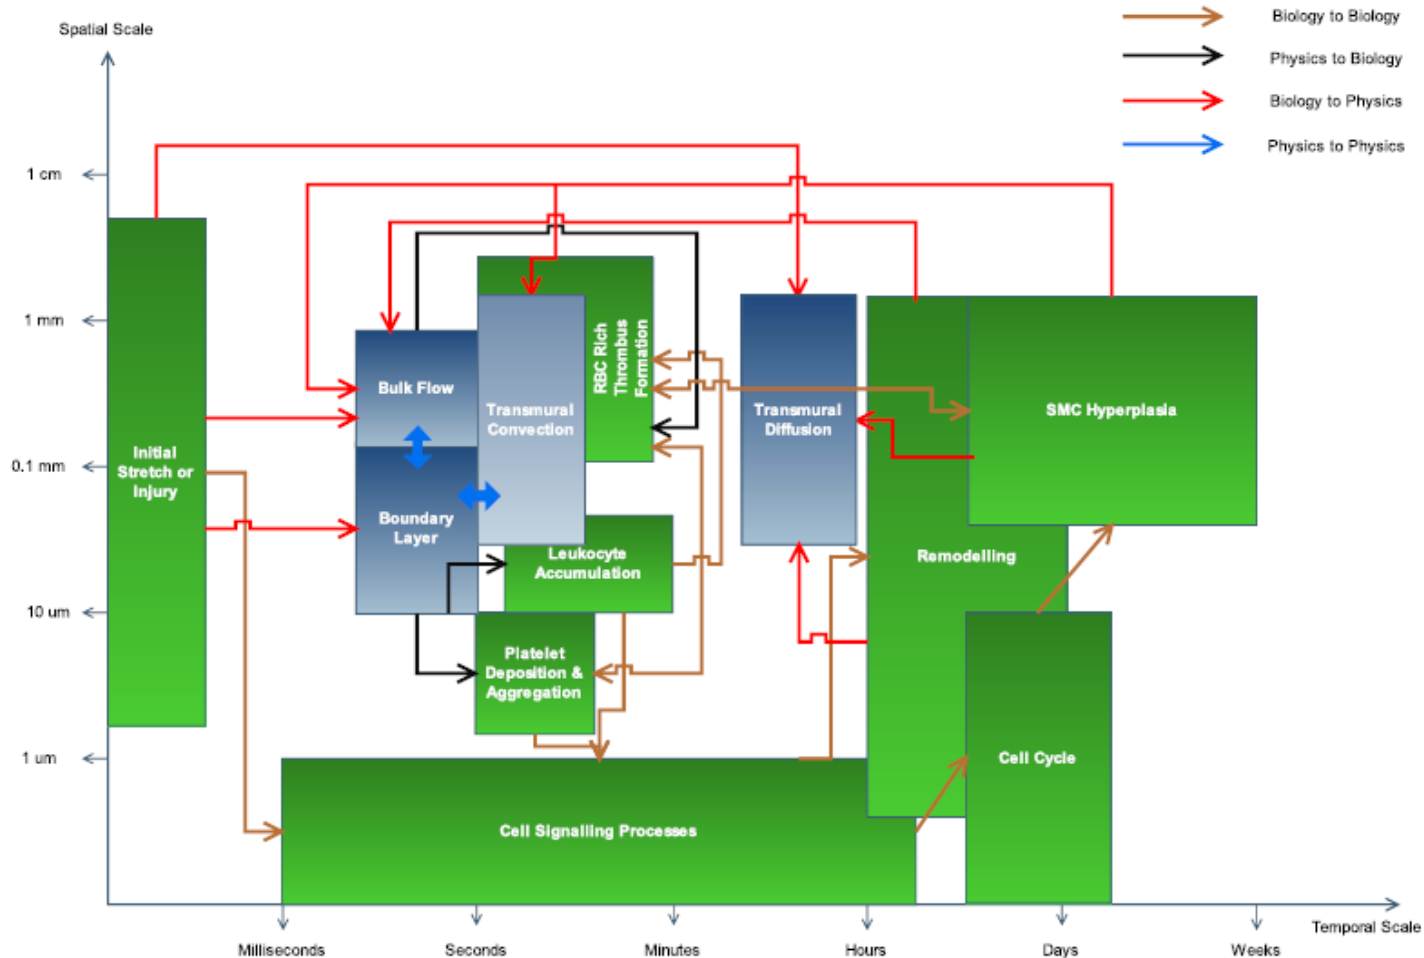 Spatial Scale
Biology to Biology
Physics to Biology
Biology to Physics
Physics to Physics
1 cm
1 mm
0.1 mm
10 um
1 um
Initial
Stretch or
Injury
Bulk Flow
Boundary
Layer
Transmural
Convection
RBC Rich
Thrombus
Formation
Leukocyte
Accumulation
Platelet
Deposition &
Aggregation
Transmural
Diffusion
SMC Hyperplasia
Remodelling
Cell Cycle
Cell Signalling Processes
Temporal Scale
Milliseconds
Seconds
Minutes
Hours
Days
Weeks